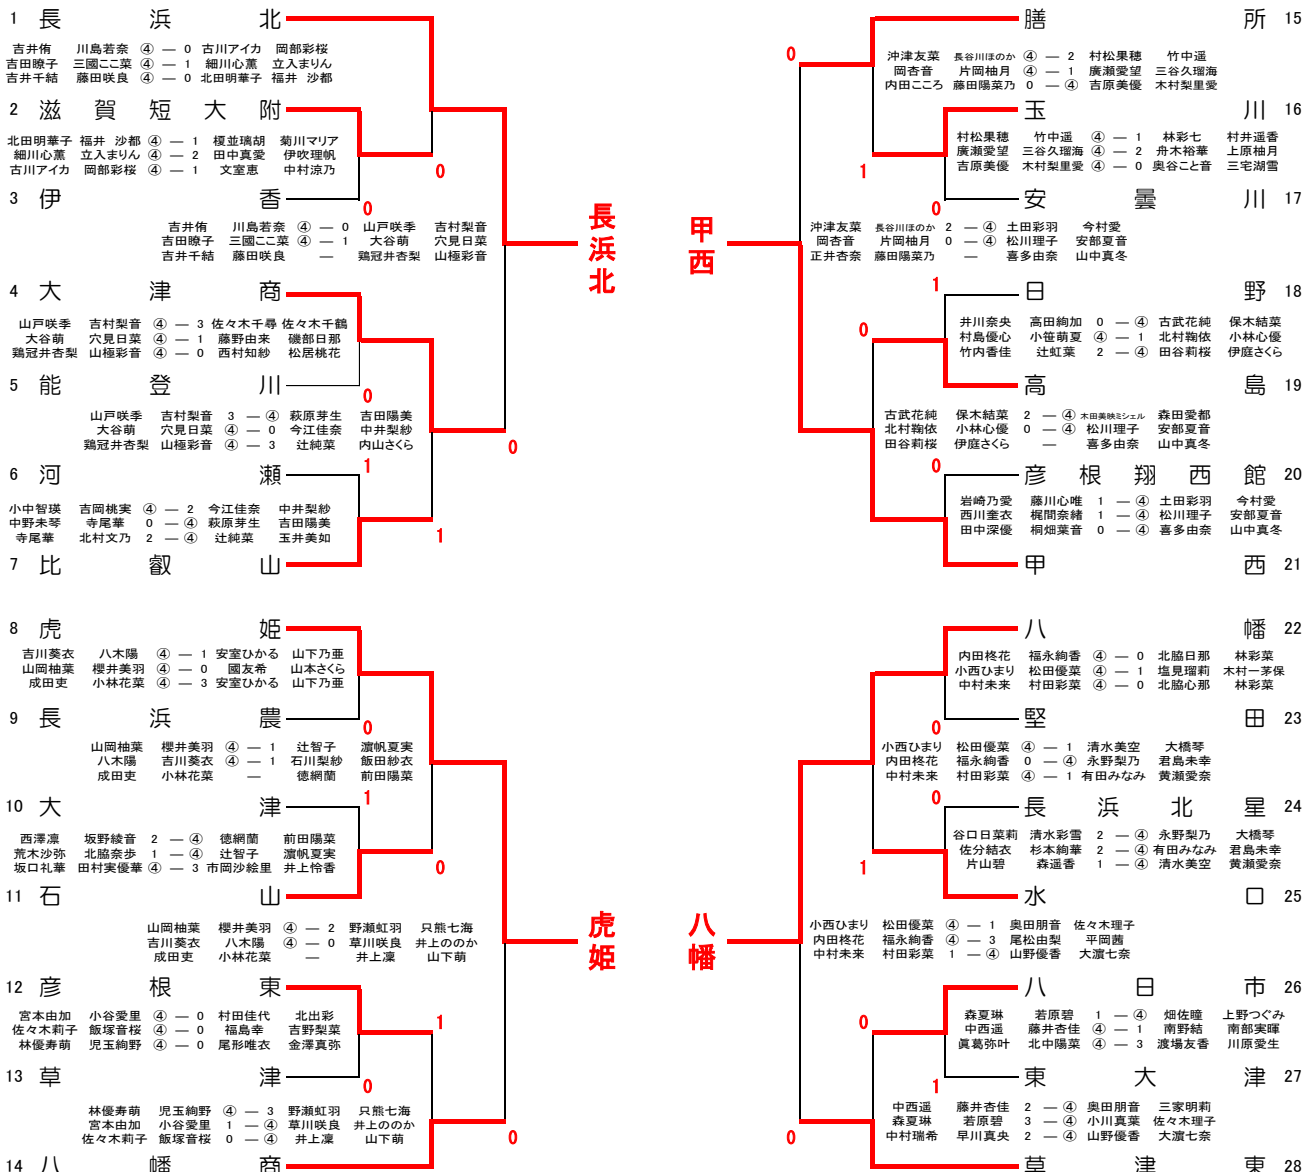 1 長浜北
吉井侑 川島若奈 ④ — 0 古川アイカ 岡部彩桜
吉田瞭子 三國ここ菜 ④ — 1 細川心薫 立入まりん
吉井千結 藤田咲良 ④ — 0 北田明華子 福井 沙都
2 滋賀短大附
北田明華子 福井 沙都 ④ — 1 榎並璃胡 菊川マリア
細川心薫 立入まりん ④ — 2 田中真愛 伊吹理帆
古川アイカ 岡部彩桜 ④ — 1 文室恵 中村涼乃
0
0
3 伊香
吉井侑 川島若奈 ④ — 0 山戸咲季 吉村梨音
吉田瞭子 三國ここ菜 ④ — 1 大谷萌 穴見日菜
吉井千結 藤田咲良 — 鶏冠井杏梨 山極彩音
長浜北
4 大津商
山戸咲季 吉村梨音 ④ — 3 佐々木千尋 佐々木千鶴
大谷萌 穴見日菜 ④ — 1 藤野由来 磯部日那
鶏冠井杏梨 山極彩音 ④ — 0 西村知紗 松居桃花
5 能登川
0
山戸咲季 吉村梨音 3 — ④ 萩原芽生 吉田陽美
大谷萌 穴見日菜 ④ — 0 今江佳奈 中井梨紗
鶏冠井杏梨 山極彩音 ④ — 3 辻純菜 内山さくら
0
1
6 河瀬
小中智瑛 吉岡桃実 ④ — 2 今江佳奈 中井梨紗
中野未琴 寺尾華 0 — ④ 萩原芽生 吉田陽美
寺尾華 北村文乃 2 — ④ 辻純菜 玉井美如
1
7 比叡山
8 虎姫
吉川葵衣 八木陽 ④ — 1 安室ひかる 山下乃亜
山岡柚葉 櫻井美羽 ④ — 0 國友希 山本さくら
成田吏 小林花菜 ④ — 3 安室ひかる 山下乃亜
9 長浜農
0
山岡柚葉 櫻井美羽 ④ — 1 辻智子 濵帆夏実
八木陽 吉川葵衣 ④ — 1 石川梨紗 飯田紗衣
成田吏 小林花菜 — 徳網蘭 前田陽菜
1
10 大津
西澤凛 坂野綾音 2 — ④ 徳網蘭 前田陽菜
荒木沙弥 北脇奈歩 1 — ④ 辻智子 濵帆夏実
坂口礼華 田村実優華 ④ — 3 市岡沙絵里 井上怜香
0
11 石山
虎姫
山岡柚葉 櫻井美羽 ④ — 2 野瀬虹羽 只熊七海
吉川葵衣 八木陽 ④ — 0 草川咲良 井上ののか
成田吏 小林花菜 — 井上凜 山下萌
12 彦根東
宮本由加 小谷愛里 ④ — 0 村田佳代 北出彩
佐々木莉子 飯塚音桜 ④ — 0 福島幸 吉野梨菜
林優寿萌 児玉絢野 ④ — 0 尾形唯衣 金澤真弥
1
13 草津
0
林優寿萌 児玉絢野 ④ — 3 野瀬虹羽 只熊七海
宮本由加 小谷愛里 1 — ④ 草川咲良 井上ののか
佐々木莉子 飯塚音桜 0 — ④ 井上凜 山下萌
0
14 八幡商
膳所 15
0
沖津友菜 長谷川ほのか ④ — 2 村松果穂 竹中遥
岡杏音 片岡柚月 ④ — 1 廣瀬愛望 三谷久瑠海
内田こころ 藤田陽菜乃 0 — ④ 吉原美優 木村梨里愛
玉川 16
村松果穂 竹中遥 ④ — 1 林彩七 村井遥香
廣瀬愛望 三谷久瑠海 ④ — 2 舟木裕華 上原柚月
吉原美優 木村梨里愛 ④ — 0 奥谷こと音 三宅湖雪
1
0
安曇川 17
甲西
沖津友菜 長谷川ほのか 2 — ④ 土田彩羽 今村愛
岡杏音 片岡柚月 0 — ④ 松川理子 安部夏音
正井杏奈 藤田陽菜乃 — 喜多由奈 山中真冬
1
日野 18
井川奈央 高田絢加 0 — ④ 古武花純 保木結菜
村島優心 小笹萌夏 ④ — 1 北村鞠依 小林心優
竹内香佳 辻虹葉 2 — ④ 田谷莉桜 伊庭さくら
0
高島 19
古武花純 保木結菜 2 — ④ 木田美映ミシェル 森田愛都
北村鞠依 小林心優 0 — ④ 松川理子 安部夏音
田谷莉桜 伊庭さくら — 喜多由奈 山中真冬
0
彦根翔西館 20
岩崎乃愛 藤川心唯 1 — ④ 土田彩羽 今村愛
西川奎衣 梶間奈緒 1 — ④ 松川理子 安部夏音
田中深優 桐畑葉音 0 — ④ 喜多由奈 山中真冬
甲西 21
八幡 22
内田柊花 福永絢香 ④ — 0 北脇日那 林彩菜
小西ひまり 松田優菜 ④ — 1 塩見瑠莉 木村一茅保
中村未来 村田彩菜 ④ — 0 北脇心那 林彩菜
0
堅田 23
小西ひまり 松田優菜 ④ — 1 清水美空 大橋琴
内田柊花 福永絢香 0 — ④ 永野梨乃 君島未幸
中村未来 村田彩菜 ④ — 1 有田みなみ 黄瀬愛奈
0
長浜北星 24
谷口日菜莉 清水彩雪 2 — ④ 永野梨乃 大橋琴
佐分結衣 杉本絢華 2 — ④ 有田みなみ 君島未幸
片山碧 森遥香 1 — ④ 清水美空 黄瀬愛奈
1
水口 25
八幡
小西ひまり 松田優菜 ④ — 1 奥田朋音 佐々木理子
内田柊花 福永絢香 ④ — 3 尾松由梨 平岡茜
中村未来 村田彩菜 1 — ④ 山野優香 大濵七奈
八日市 26
森夏琳 若原碧 1 — ④ 畑佐瞳 上野つぐみ
中西遥 藤井杏佳 ④ — 1 南野結 南部実暉
眞葛弥叶 北中陽菜 ④ — 3 渡場友香 川原愛生
0
東大津 27
1
中西遥 藤井杏佳 2 — ④ 奥田朋音 三家明莉
森夏琳 若原碧 3 — ④ 小川真葉 佐々木理子
中村瑞希 早川真央 2 — ④ 山野優香 大濵七奈
0
草津東 28